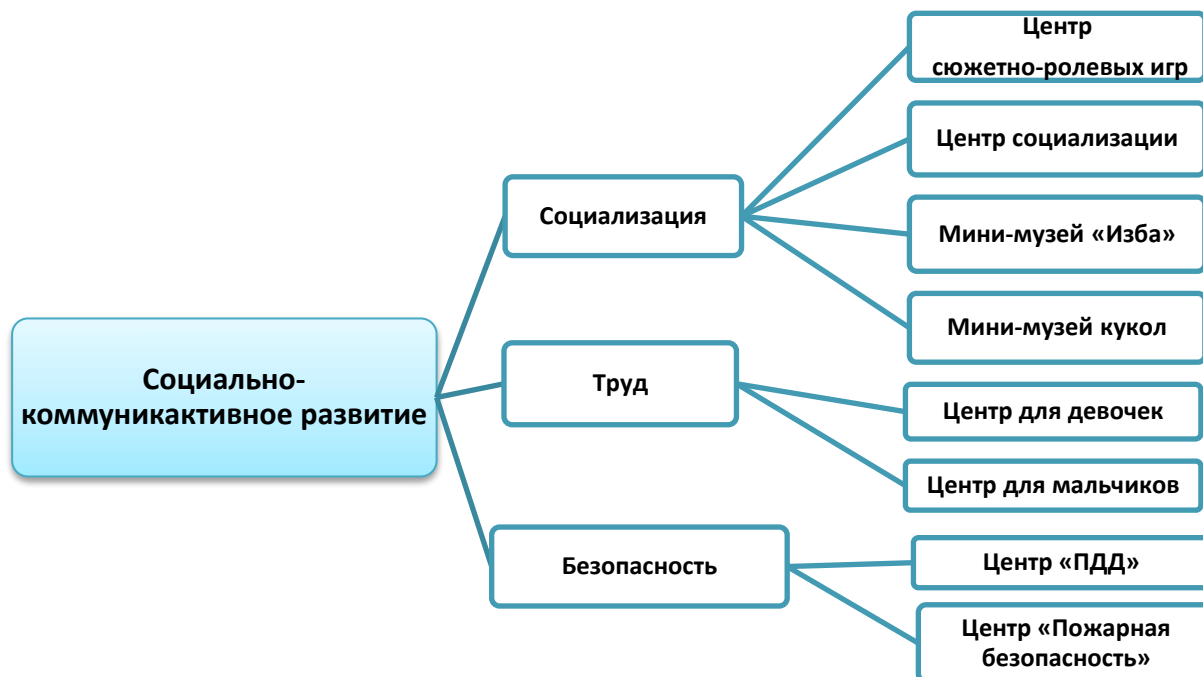 Социально-
коммуникактивное развитие
Социализация
Центр
сюжетно-ролевых игр
Центр социализации
Мини-музей «Изба»
Мини-музей кукол
Труд
Центр для девочек
Центр для мальчиков
Безопасность
Центр «ПДД»
Центр «Пожарная
безопасность»